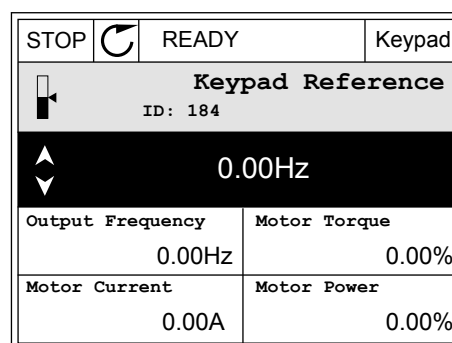 STOP READY Keypad
Keypad Reference
ID: 184
0.00Hz
Output Frequency Motor Torque
0.00Hz 0.00%
Motor Current Motor Power
0.00A 0.00%